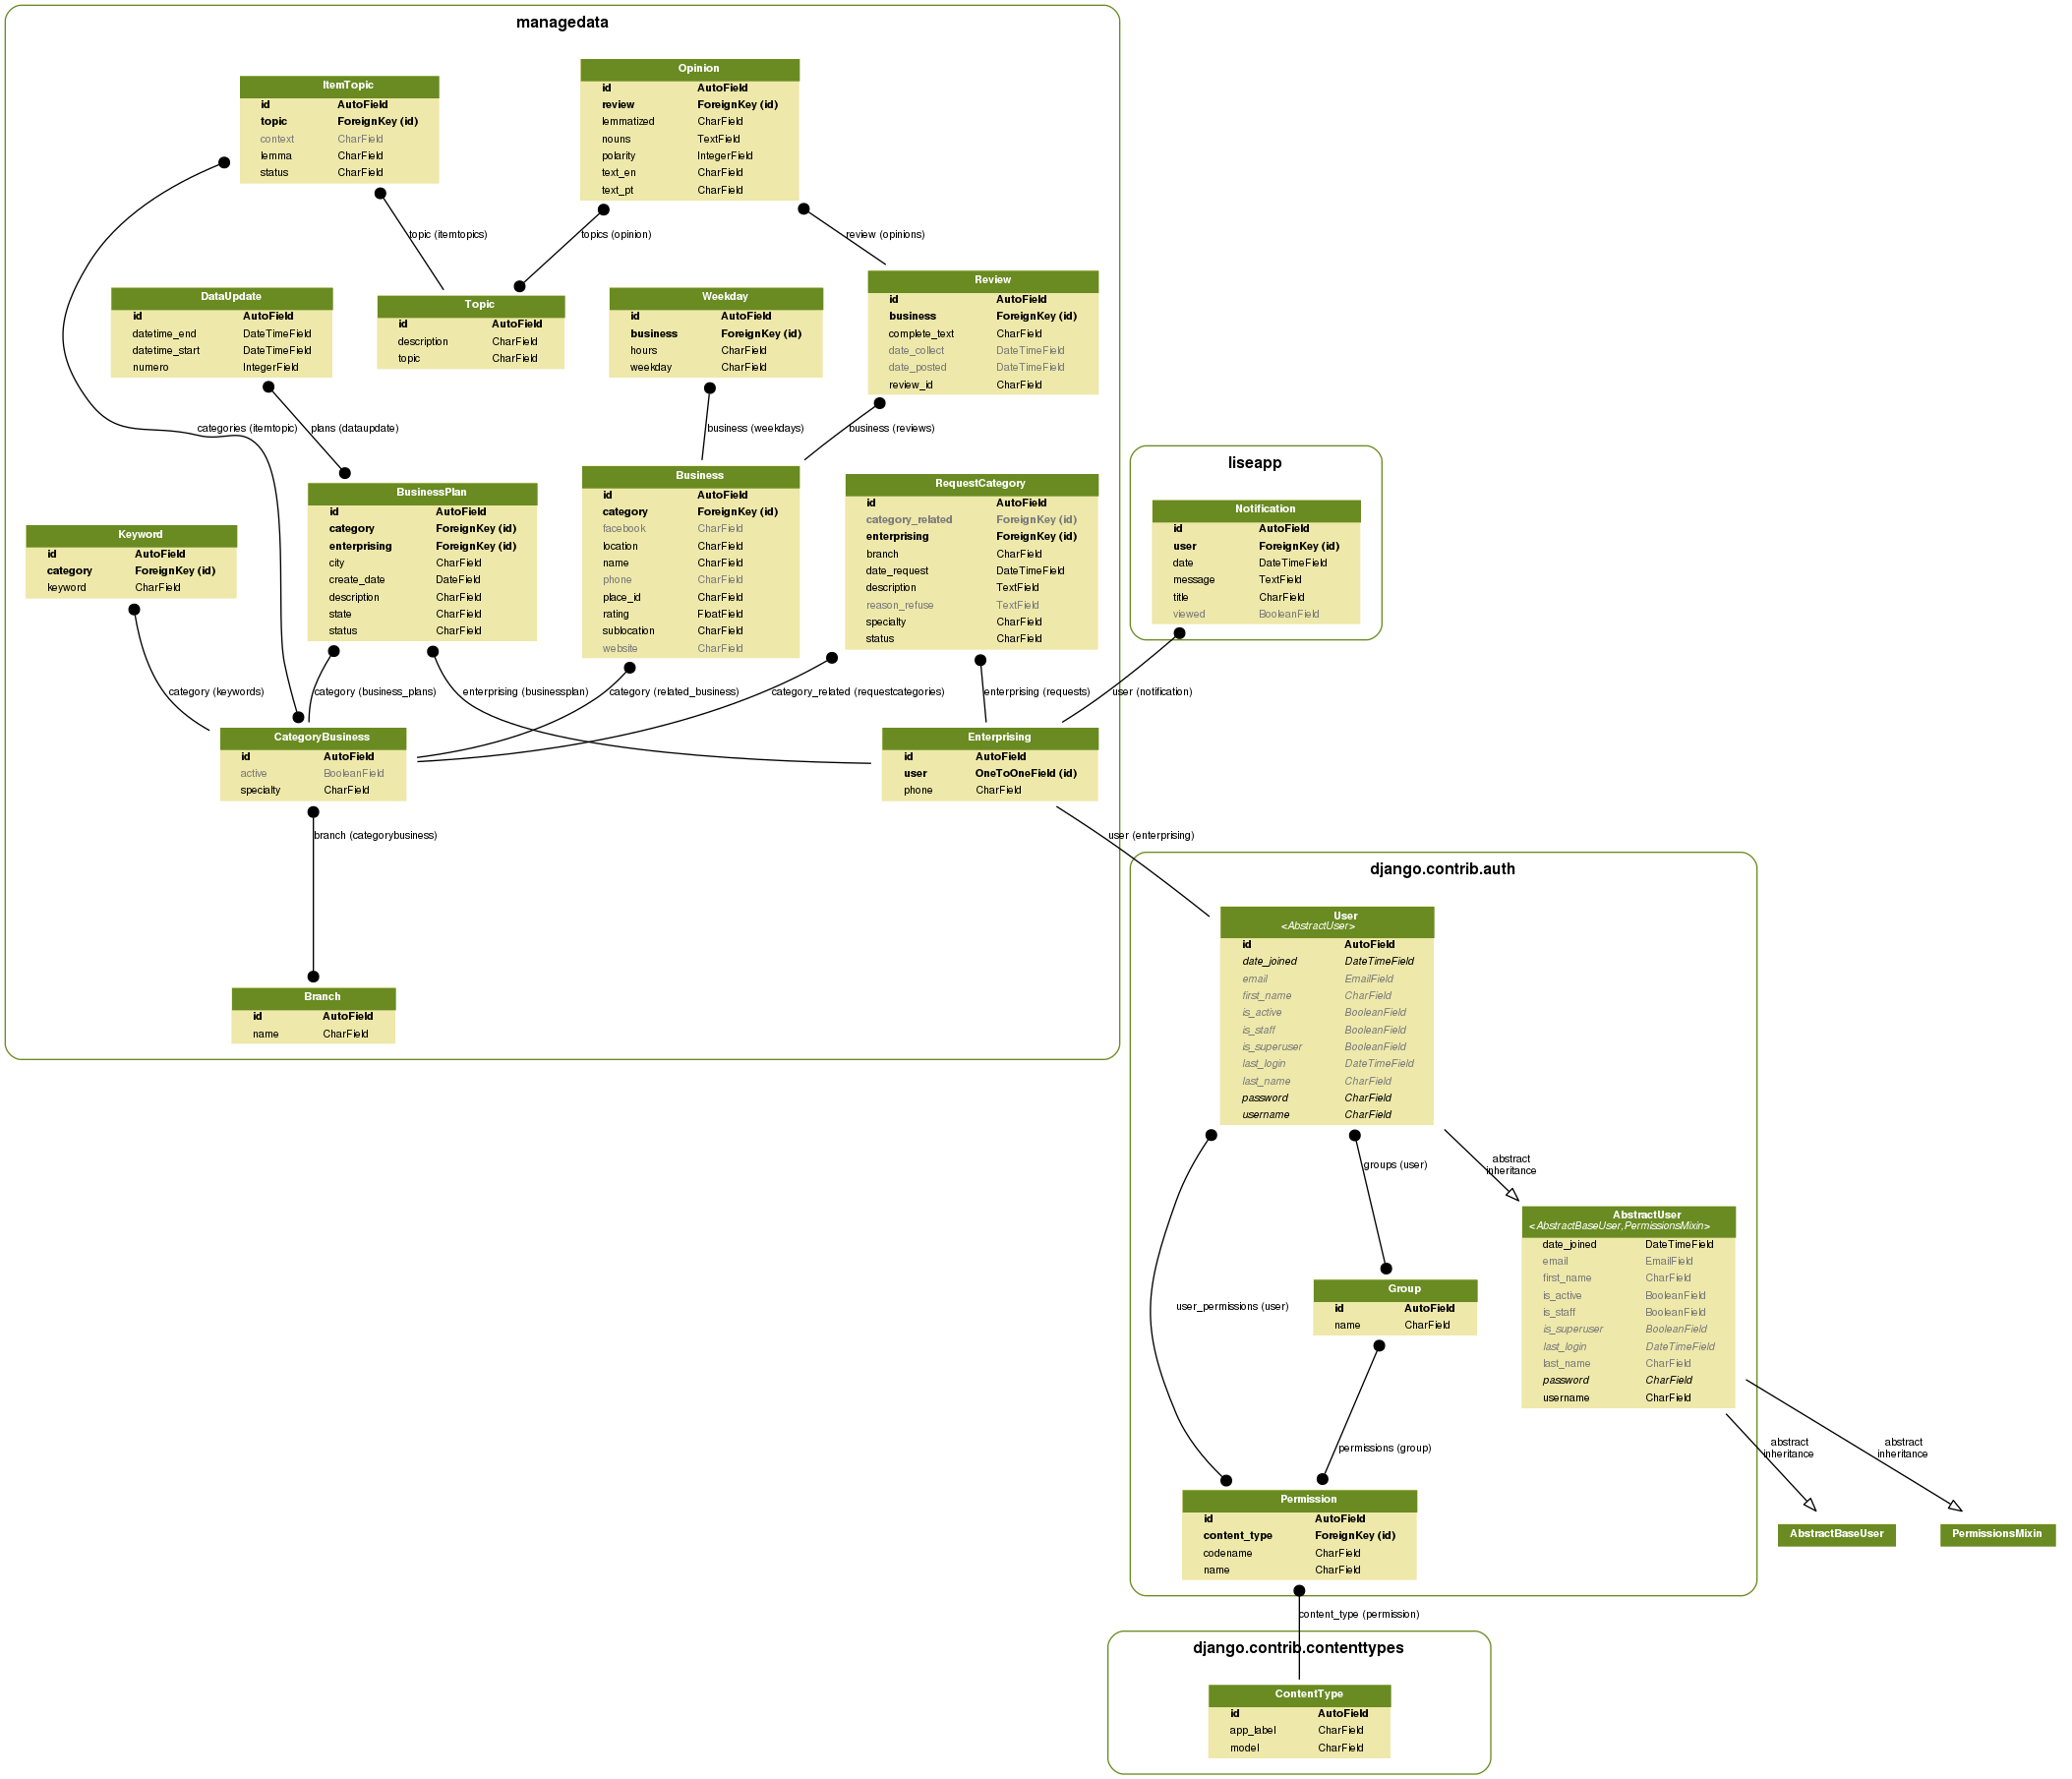 managedata
ItemTopic
id AutoField
topic ForeignKey (id)
context CharField
lemma CharField
status CharField
Opinion
id AutoField
review ForeignKey (id)
lemmatized CharField
nouns TextField
polarity IntegerField
text_en CharField
text_pt CharField
topic (itemtopics)
topics (opinion)
review (opinions)
DataUpdate
id AutoField
datetime_end DateTimeField
datetime_start DateTimeField
numero IntegerField
Topic
id AutoField
description CharField
topic CharField
Weekday
id AutoField
business ForeignKey (id)
hours CharField
weekday CharField
Review
id AutoField
business ForeignKey (id)
complete_text CharField
date_collect DateTimeField
date_posted DateTimeField
review_id CharField
categories (itemtopic)
plans (dataupdate)
business (weekdays)
business (reviews)
Keyword
id AutoField
category ForeignKey (id)
keyword CharField
BusinessPlan
id AutoField
category ForeignKey (id)
enterprising ForeignKey (id)
city CharField
create_date DateField
description CharField
state CharField
status CharField
Business
id AutoField
category ForeignKey (id)
facebook CharField
location CharField
name CharField
phone CharField
place_id CharField
rating FloatField
sublocation CharField
website CharField
RequestCategory
id AutoField
category_related ForeignKey (id)
enterprising ForeignKey (id)
branch CharField
date_request DateTimeField
description TextField
reason_refuse TextField
specialty CharField
status CharField
liseapp
Notification
id AutoField
user ForeignKey (id)
date DateTimeField
message TextField
title CharField
viewed BooleanField
category (keywords)
category (business_plans)
enterprising (businessplan)
category (related_business)
category_related (requestcategories)
enterprising (requests)
user (notification)
CategoryBusiness
id AutoField
active BooleanField
specialty CharField
Enterprising
id AutoField
user OneToOneField (id)
phone CharField
branch (categorybusiness)
user (enterprising)
Branch
id AutoField
name CharField
django.contrib.auth
User
<AbstractUser>
id AutoField
date_joined DateTimeField
email EmailField
first_name CharField
is_active BooleanField
is_staff BooleanField
is_superuser BooleanField
last_login DateTimeField
last_name CharField
password CharField
username CharField
groups (user)
abstract
inheritance
user_permissions (user)
Group
id AutoField
name CharField
AbstractUser
<AbstractBaseUser,PermissionsMixin>
date_joined DateTimeField
email EmailField
first_name CharField
is_active BooleanField
is_staff BooleanField
is_superuser BooleanField
last_login DateTimeField
last_name CharField
password CharField
username CharField
permissions (group)
abstract
inheritance
abstract
inheritance
Permission
id AutoField
content_type ForeignKey (id)
codename CharField
name CharField
AbstractBaseUser
PermissionsMixin
content_type (permission)
django.contrib.contenttypes
ContentType
id AutoField
app_label CharField
model CharField